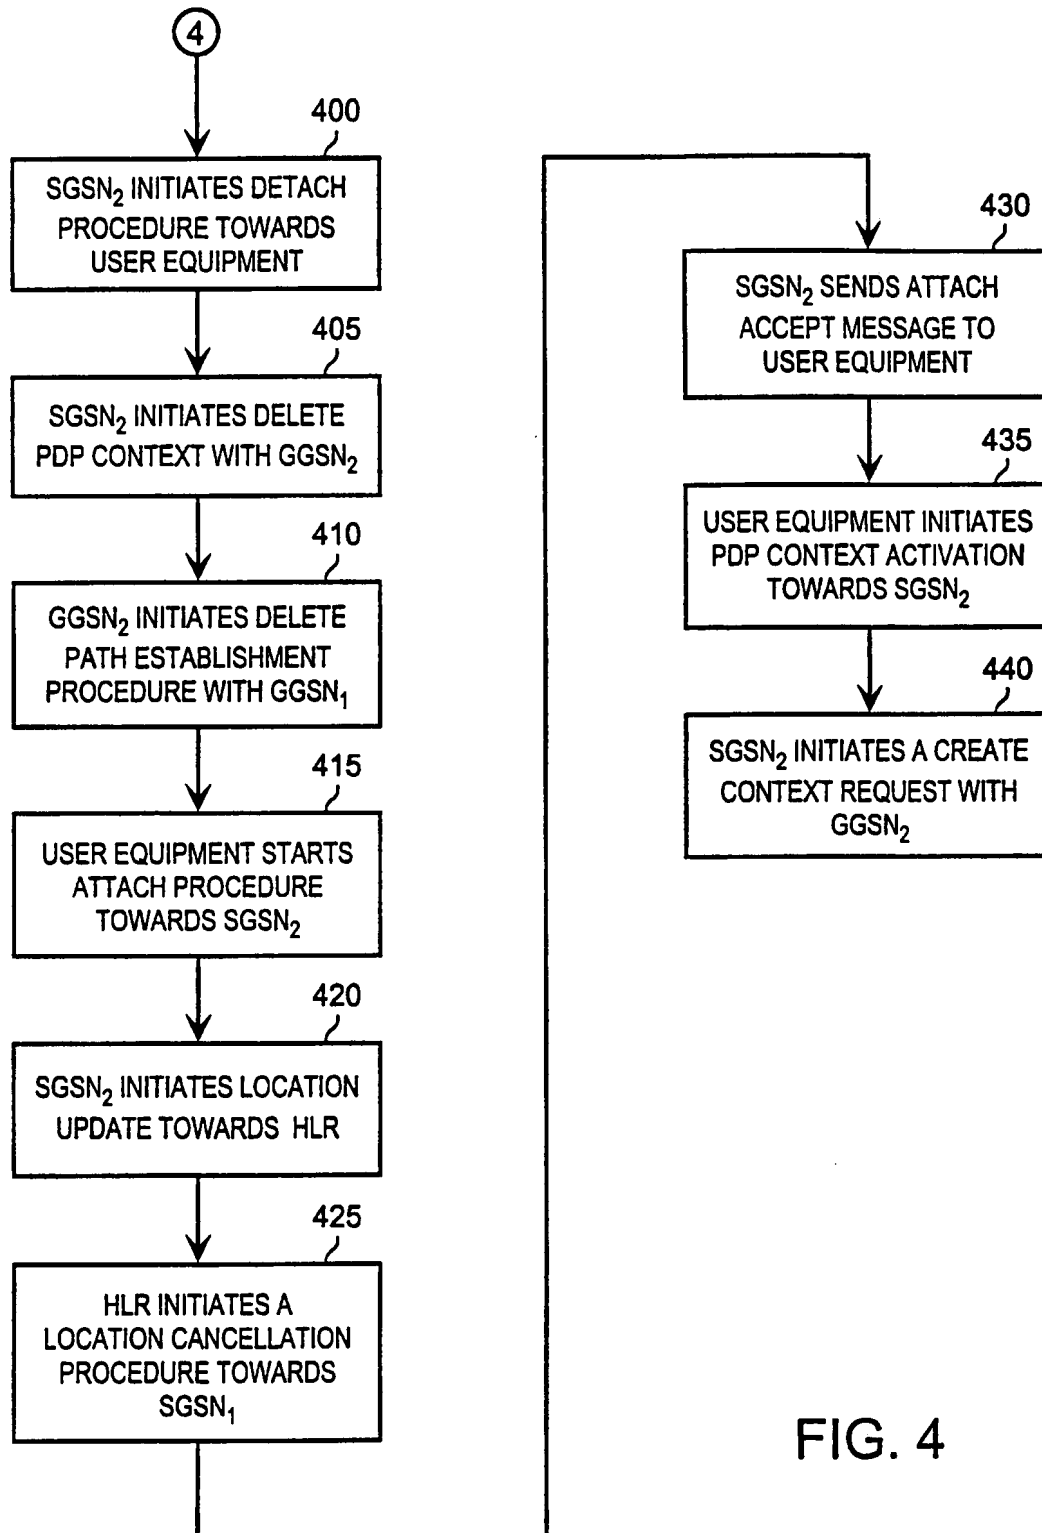 4
400
SGSN₂ INITIATES DETACH
PROCEDURE TOWARDS
USER EQUIPMENT
405
SGSN₂ INITIATES DELETE
PDP CONTEXT WITH GGSN₂
410
GGSN₂ INITIATES DELETE
PATH ESTABLISHMENT
PROCEDURE WITH GGSN₁
415
USER EQUIPMENT STARTS
ATTACH PROCEDURE
TOWARDS SGSN₂
420
SGSN₂ INITIATES LOCATION
UPDATE TOWARDS HLR
425
HLR INITIATES A
LOCATION CANCELLATION
PROCEDURE TOWARDS
SGSN₁
430
SGSN₂ SENDS ATTACH
ACCEPT MESSAGE TO
USER EQUIPMENT
435
USER EQUIPMENT INITIATES
PDP CONTEXT ACTIVATION
TOWARDS SGSN₂
440
SGSN₂ INITIATES A CREATE
CONTEXT REQUEST WITH
GGSN₂
FIG. 4